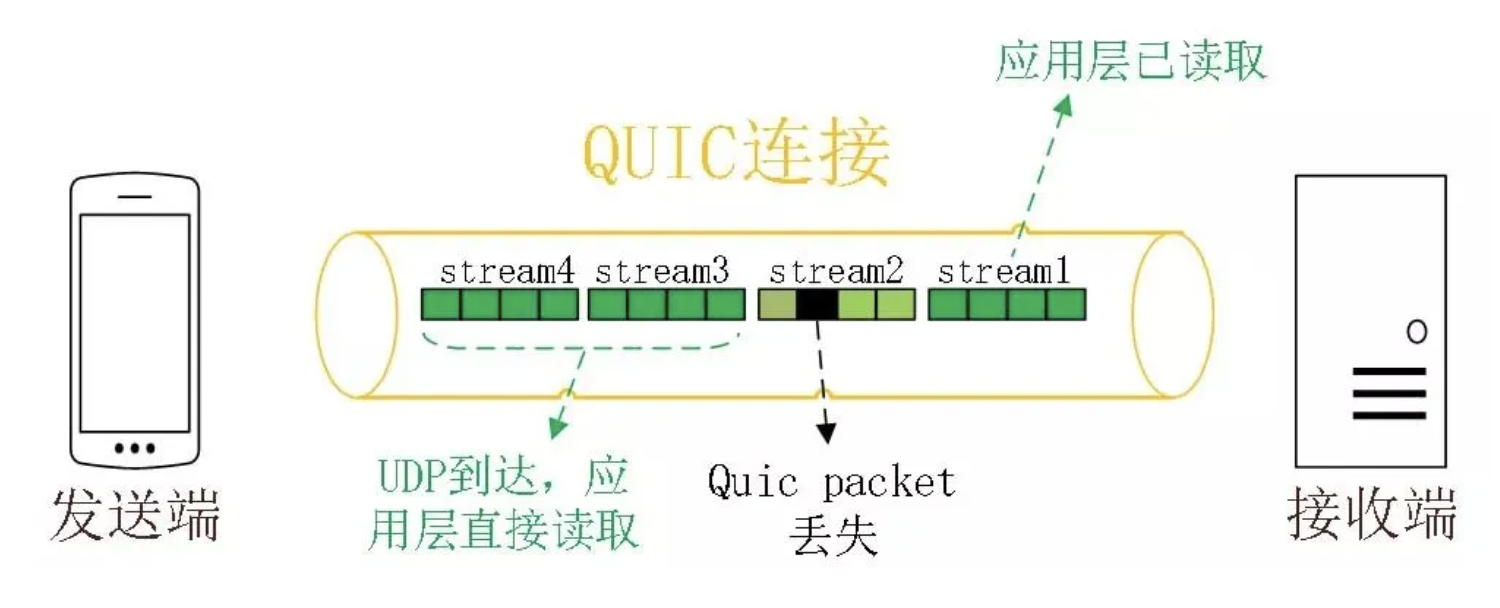 应用层已读取
QUIC连接
stream4 stream3 stream2 stream1
UDP到达，应
用层直接读取
Quic packet
丢失
发送端
接收端